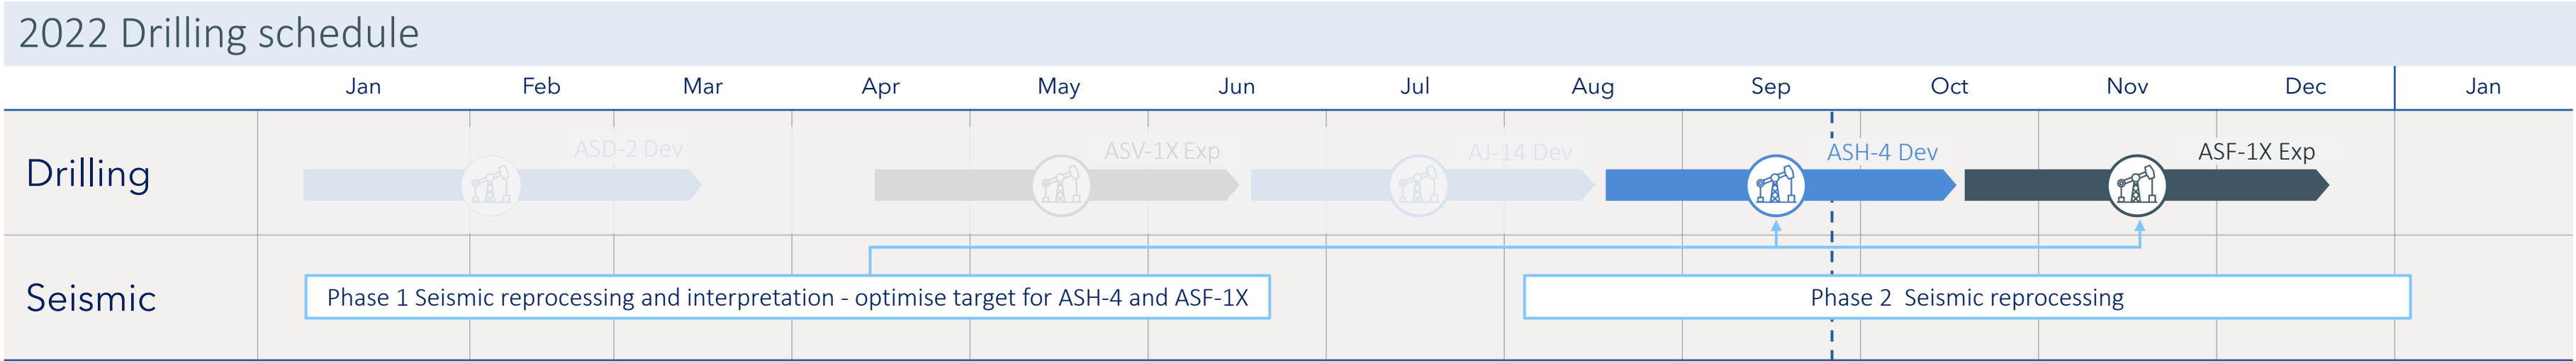 2022 Drilling schedule
Jan Feb Mar Apr May Jun Jul Aug Sep Oct Nov Dec Jan
Drilling
ASD-2 Dev
ASV-1X Exp
AJ-14 Dev
ASH-4 Dev
ASF-1X Exp
Seismic
Phase 1 Seismic reprocessing and interpretation - optimise target for ASH-4 and ASF-1X
Phase 2 Seismic reprocessing